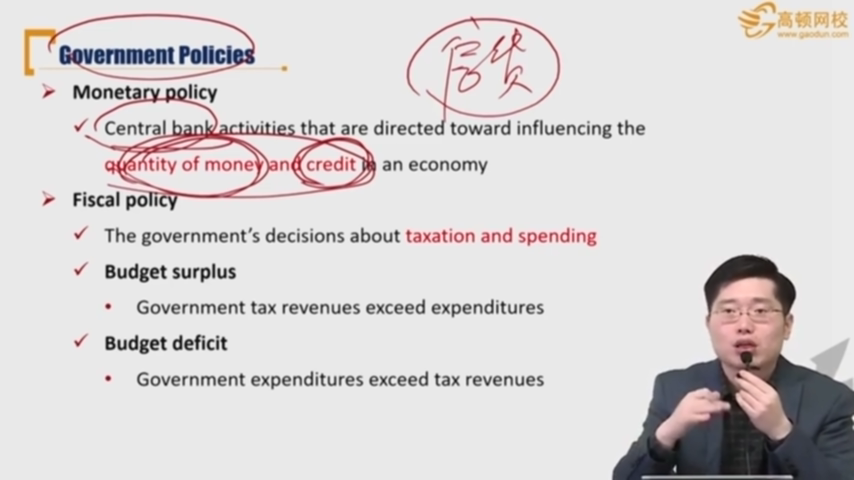 高顿网校
www.gaodun.com
Government Policies
Monetary policy
Central bank activities that are directed toward influencing the
quantity of money and credit in an economy
Fiscal policy
The government's decisions about taxation and spending
Budget surplus
Government tax revenues exceed expenditures
Budget deficit
Government expenditures exceed tax revenues